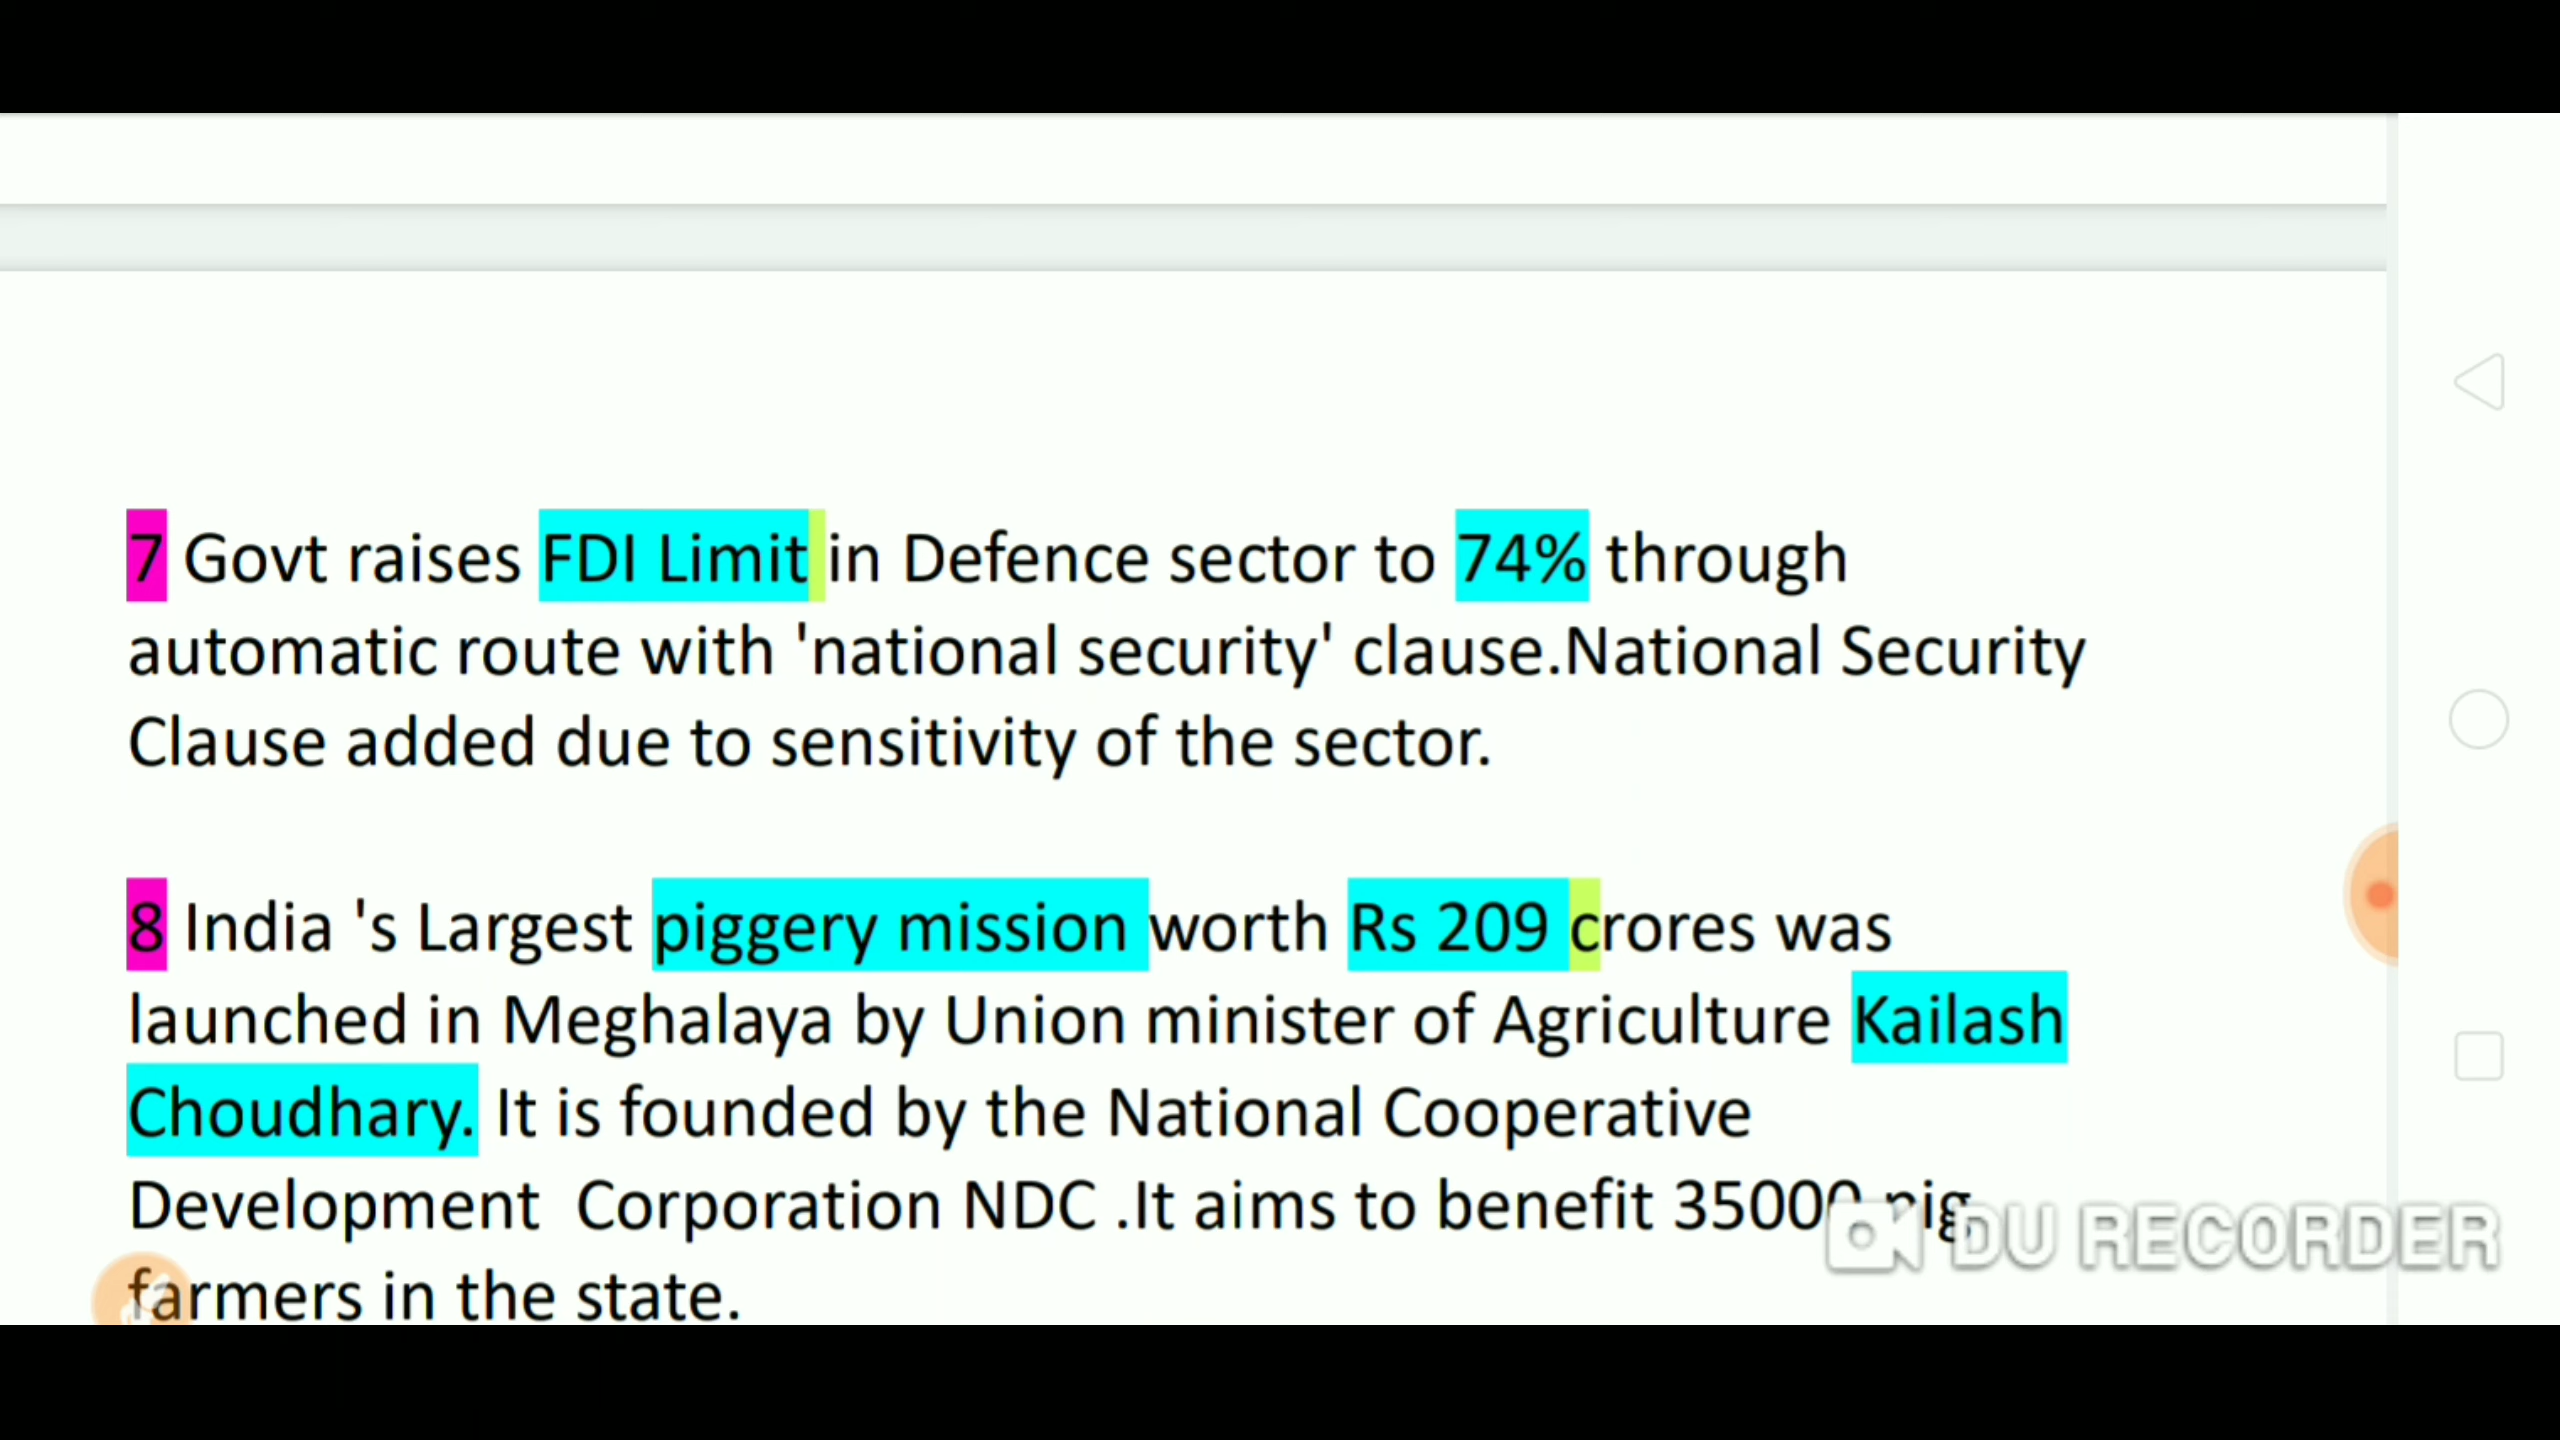 7 Govt raises FDI Limit in Defence sector to 74% through
automatic route with 'national security' clause.National Security
Clause added due to sensitivity of the sector.
8 India 's Largest piggery mission worth Rs 209 crores was
launched in Meghalaya by Union minister of Agriculture Kailash
Choudhary. It is founded by the National Cooperative
Development Corporation NDC .It aims to benefit 35000 pig
farmers in the state.
DU RECORDER